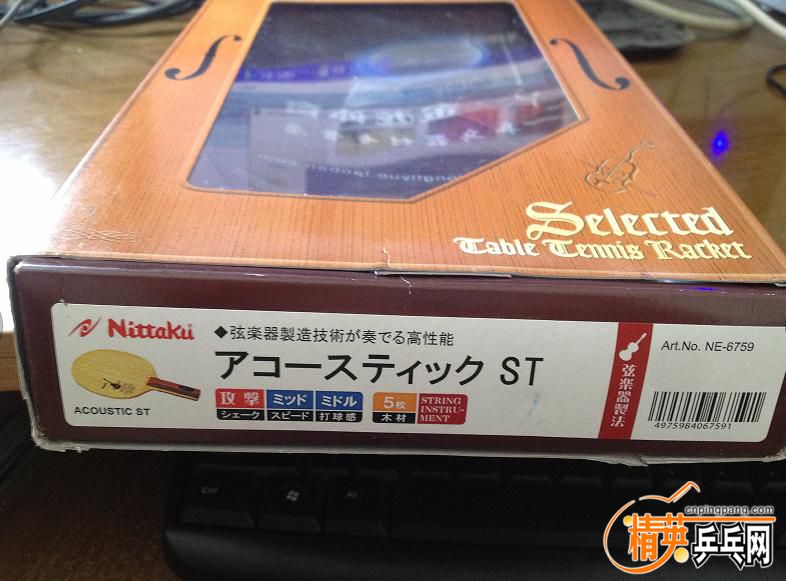 Selected
Table Tennis Racket
Nittaku
◆弦楽器製造技術が奏でる高性能
アコースティック ST
ACOUSTIC ST
攻撃
シェーク
ミッド
スピード
ミドル
打球感
5枚
木材
STRING
INSTRU-
MENT
弦楽器製法
Art.No. NE-6759
4975984067591
Ctrl
Alt
cnpingpang.com
精英乒乓网